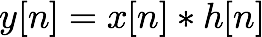 y[n] = x[n] * h[n]